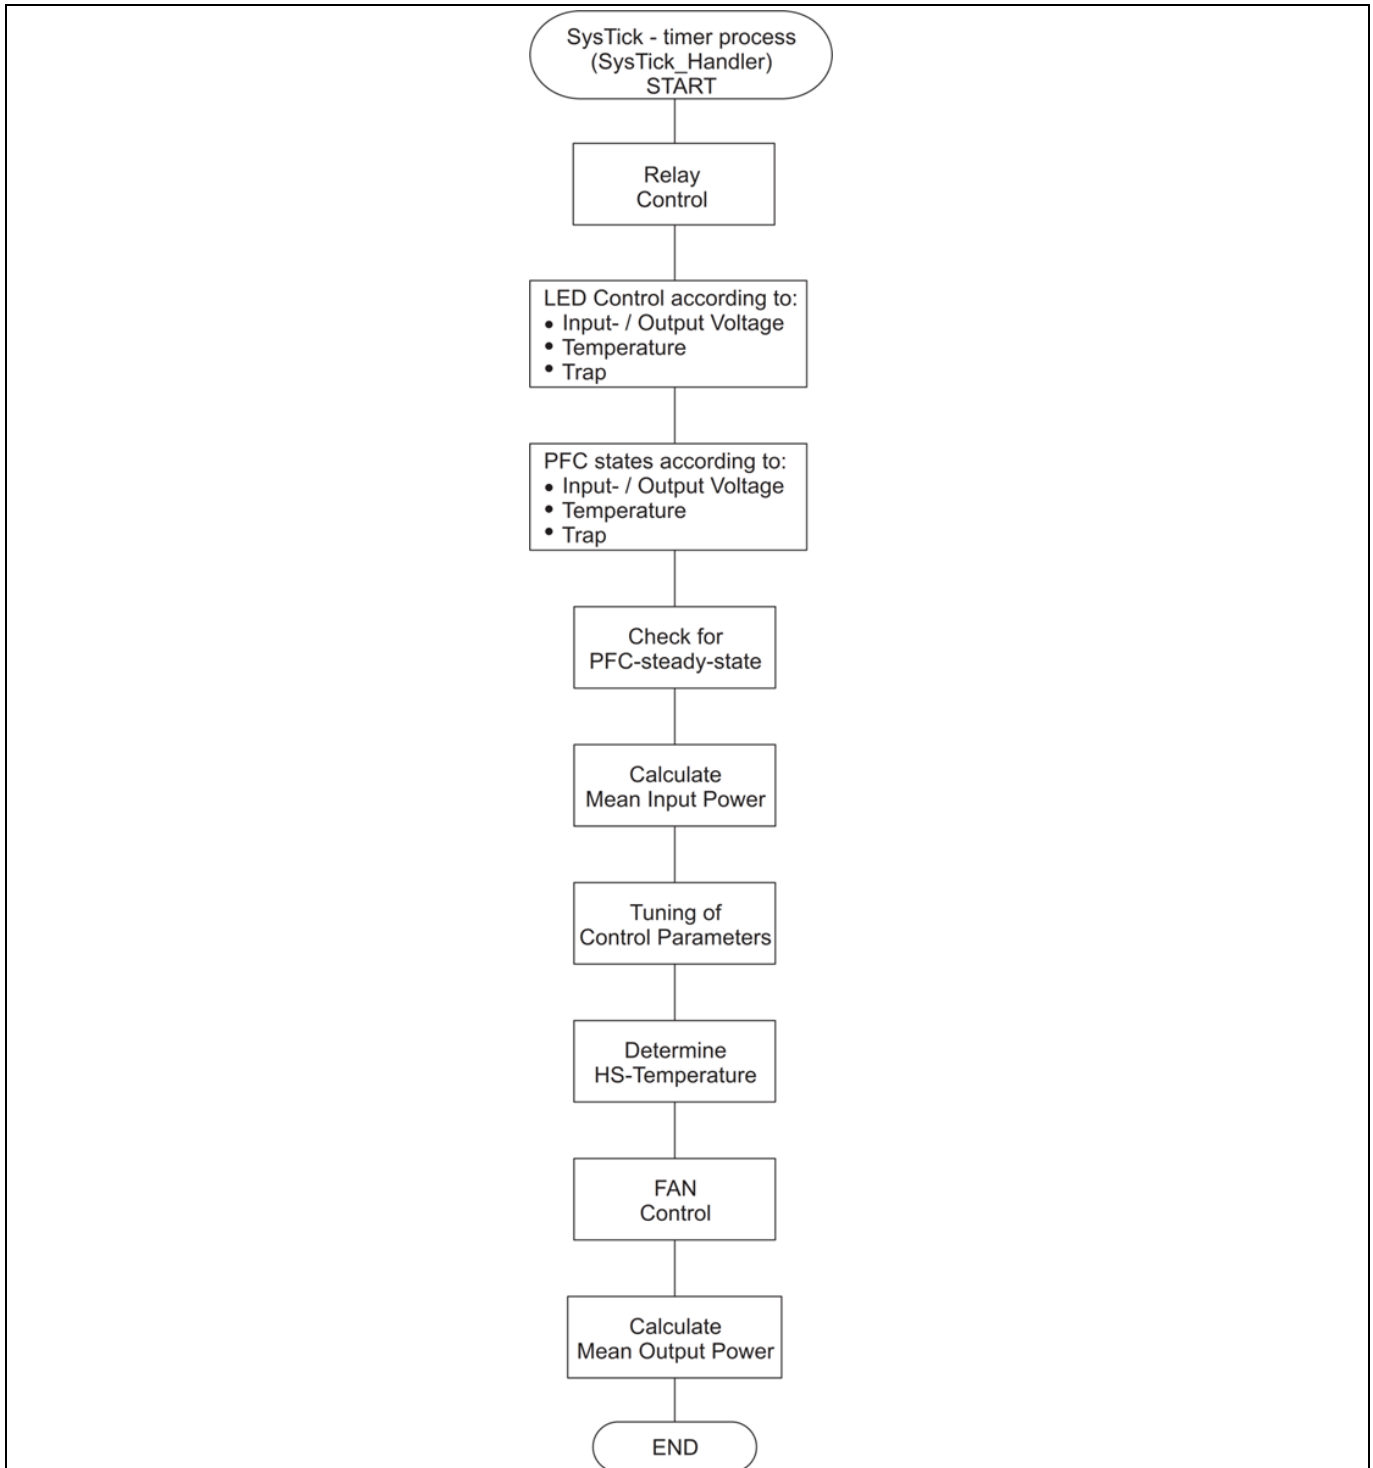 SysTick - timer process
(SysTick_Handler)
START
Relay
Control
LED Control according to:
• Input- / Output Voltage
• Temperature
• Trap
PFC states according to:
• Input- / Output Voltage
• Temperature
• Trap
Check for
PFC-steady-state
Calculate
Mean Input Power
Tuning of
Control Parameters
Determine
HS-Temperature
FAN
Control
Calculate
Mean Output Power
END